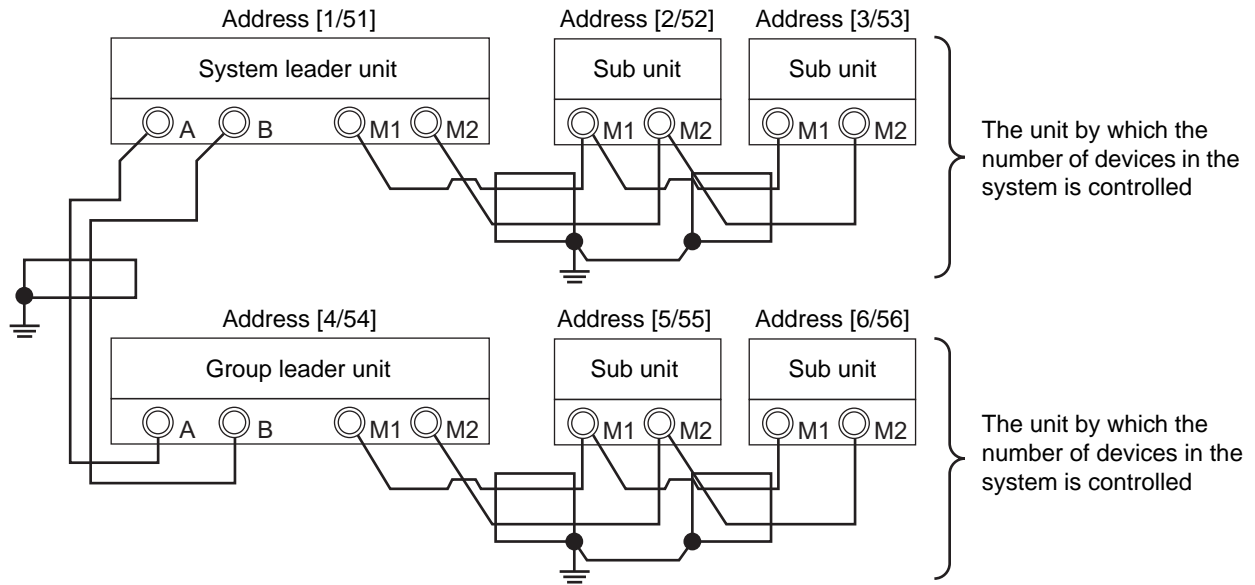 Address [1/51]
Address [2/52]
Address [3/53]
System leader unit
Sub unit
Sub unit
A
B
M1
M2
M1
M2
M1
M2
The unit by which the
number of devices in the
system is controlled
Address [4/54]
Address [5/55]
Address [6/56]
Group leader unit
Sub unit
Sub unit
A
B
M1
M2
M1
M2
M1
M2
The unit by which the
number of devices in the
system is controlled